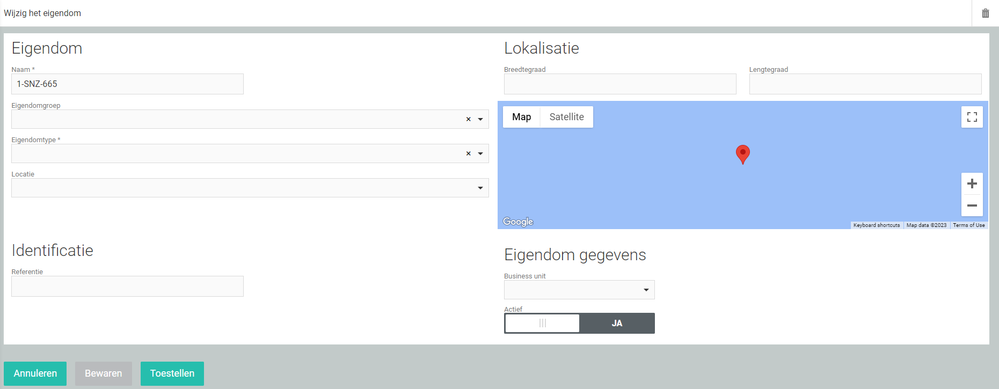 Wijzig het eigendom
Eigendom
Naam *
1-SNZ-665
Eigendomgroep
×
Eigendomtype *
×
Locatie
Identificatie
Referentie
Lokalisatie
Breedtegraad
Lengtegraad
Map
Satellite
Google
Keyboard shortcuts
Map data ©2023
Terms of Use
Eigendom gegevens
Business unit
Actief
JA
Annuleren
Bewaren
Toestellen